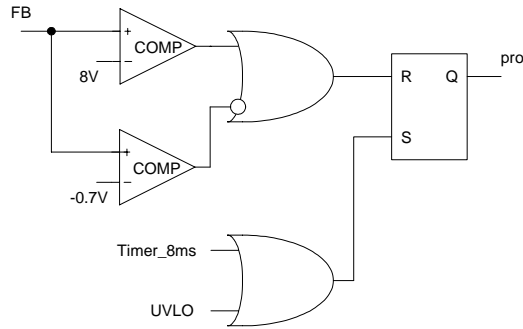 FB
+
COMP
-
8V
R Q pro
S
+
COMP
-
-0.7V
Timer_8ms
UVLO